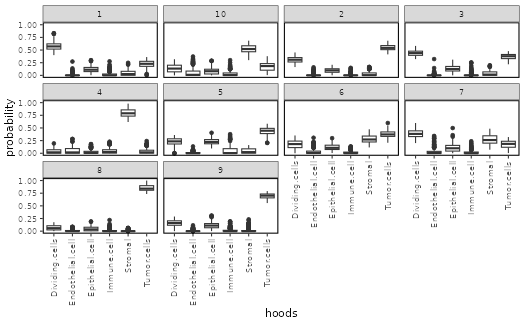 1 10 2 3
1.00
0.75
0.50
0.25
0.00
4 5 6 7
1.00
0.75
0.50
0.25
0.00
probability
8 9
1.00
0.75
0.50
0.25
0.00
Dividing.cells Endothelial.cell Epithelial.cell Immune.cell Stromal Tumor.cells
Dividing.cells Endothelial.cell Epithelial.cell Immune.cell Stromal Tumor.cells
Dividing.cells Endothelial.cell Epithelial.cell Immune.cell Stromal Tumor.cells
Dividing.cells Endothelial.cell Epithelial.cell Immune.cell Stromal Tumor.cells
hoods